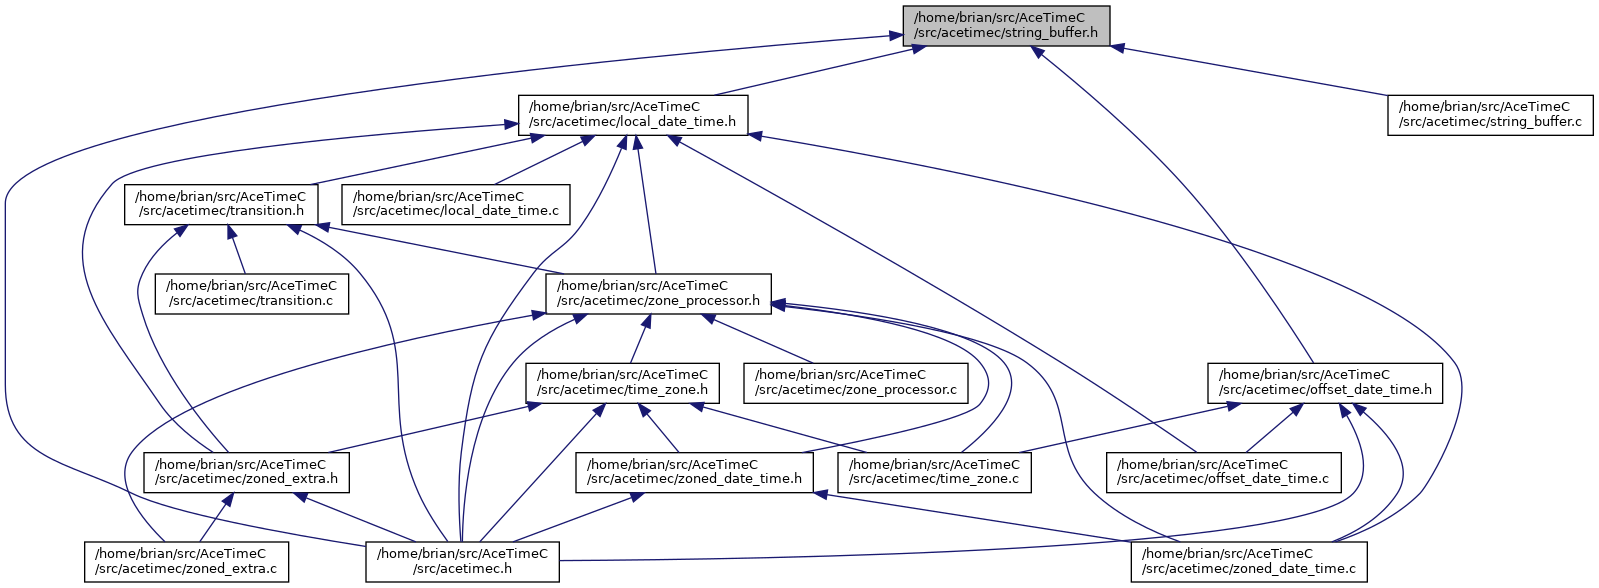 /home/brian/src/AceTimeC
/src/acetimec/string_buffer.h
/home/brian/src/AceTimeC
/src/acetimec/local_date_time.h
/home/brian/src/AceTimeC
/src/acetimec/string_buffer.c
/home/brian/src/AceTimeC
/src/acetimec/transition.h
/home/brian/src/AceTimeC
/src/acetimec/local_date_time.c
/home/brian/src/AceTimeC
/src/acetimec/transition.c
/home/brian/src/AceTimeC
/src/acetimec/zone_processor.h
/home/brian/src/AceTimeC
/src/acetimec/time_zone.h
/home/brian/src/AceTimeC
/src/acetimec/zone_processor.c
/home/brian/src/AceTimeC
/src/acetimec/offset_date_time.h
/home/brian/src/AceTimeC
/src/acetimec/zoned_extra.h
/home/brian/src/AceTimeC
/src/acetimec/zoned_date_time.h
/home/brian/src/AceTimeC
/src/acetimec/time_zone.c
/home/brian/src/AceTimeC
/src/acetimec/offset_date_time.c
/home/brian/src/AceTimeC
/src/acetimec/zoned_extra.c
/home/brian/src/AceTimeC
/src/acetimec.h
/home/brian/src/AceTimeC
/src/acetimec/zoned_date_time.c